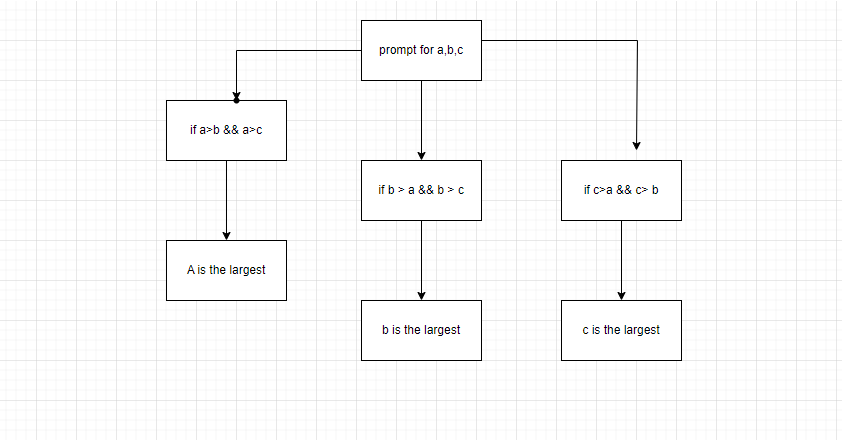 prompt for a,b,c
if a>b && a>c
if b > a && b > c
if c>a && c> b
A is the largest
b is the largest
c is the largest